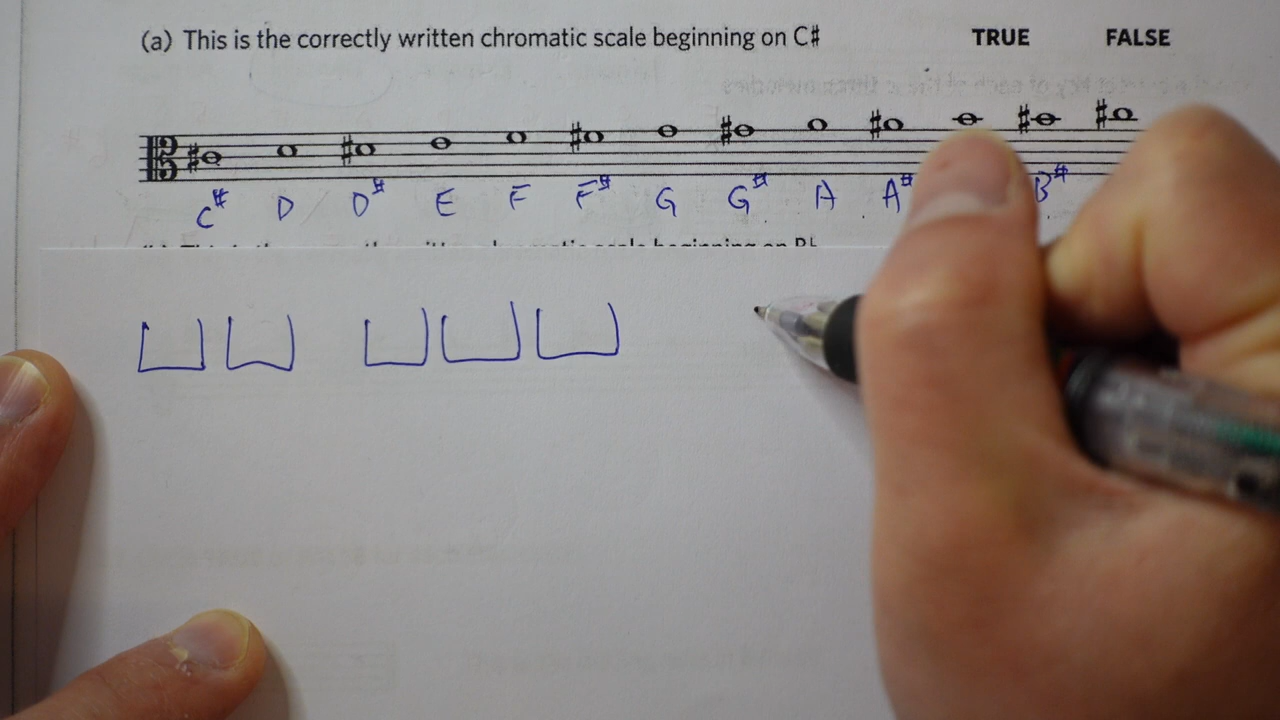 (a) This is the correctly written chromatic scale beginning on C# TRUE FALSE
C# D D# E F F# G G# A A# B#